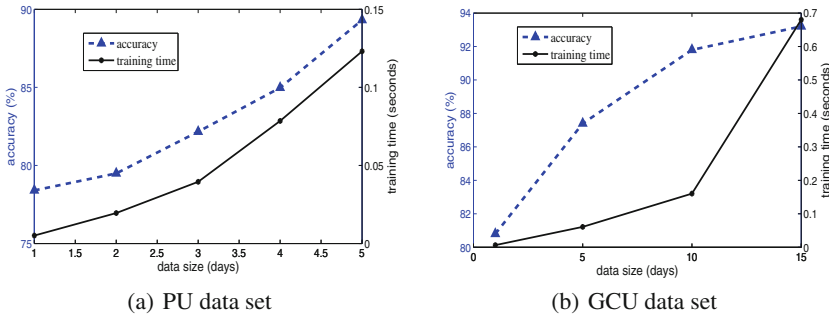 90
85
80
75
accuracy (%)
accuracy
training time
0.15
0.1
0.05
0
training time (seconds)
1 1.5 2 2.5 3 3.5 4 4.5 5
data size (days)
(a) PU data set
94
92
90
88
86
84
82
80
accuracy (%)
accuracy
training time
0.7
0.6
0.5
0.4
0.3
0.2
0.1
0
training time (seconds)
0 5 10 15
data size (days)
(b) GCU data set